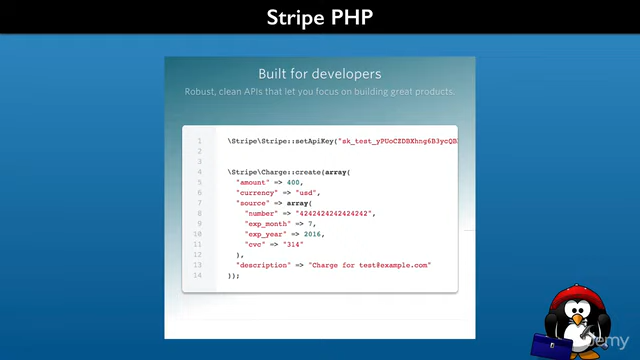 Stripe PHP
Built for developers
Robust, clean APIs that let you focus on building great products.
1 \Stripe\Stripe::setApiKey(
2
3
4 \Stripe\Charge::create(array(
5 "amount" => 400,
6 "currency" => "usd",
7 "source" => array(
8 "number" => "4242424242424242",
9 "exp_month" => 7,
10 "exp_year" => 2016,
11 "cvc" => "314"
12 ),
13 "description" => "Charge for test@example.com"
14 ));